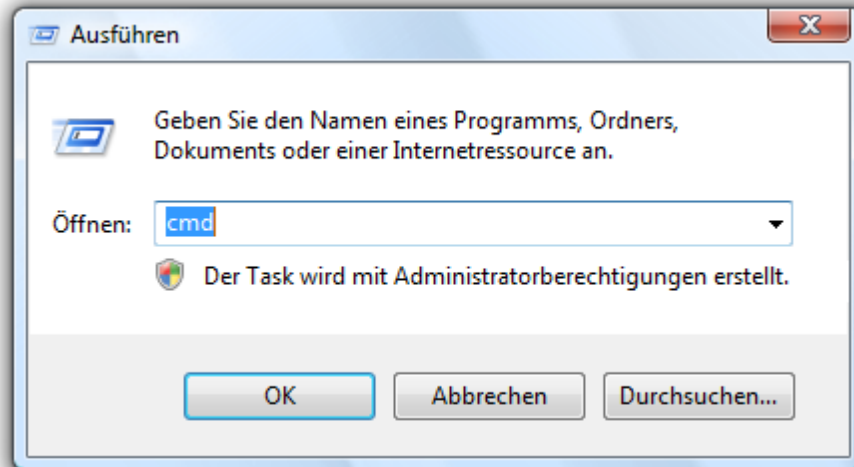 Ausführen
Geben Sie den Namen eines Programms, Ordners,
Dokuments oder einer Internetressource an.
Öffnen: cmd
Der Task wird mit Administratorberechtigungen erstellt.
OK Abbrechen Durchsuchen...